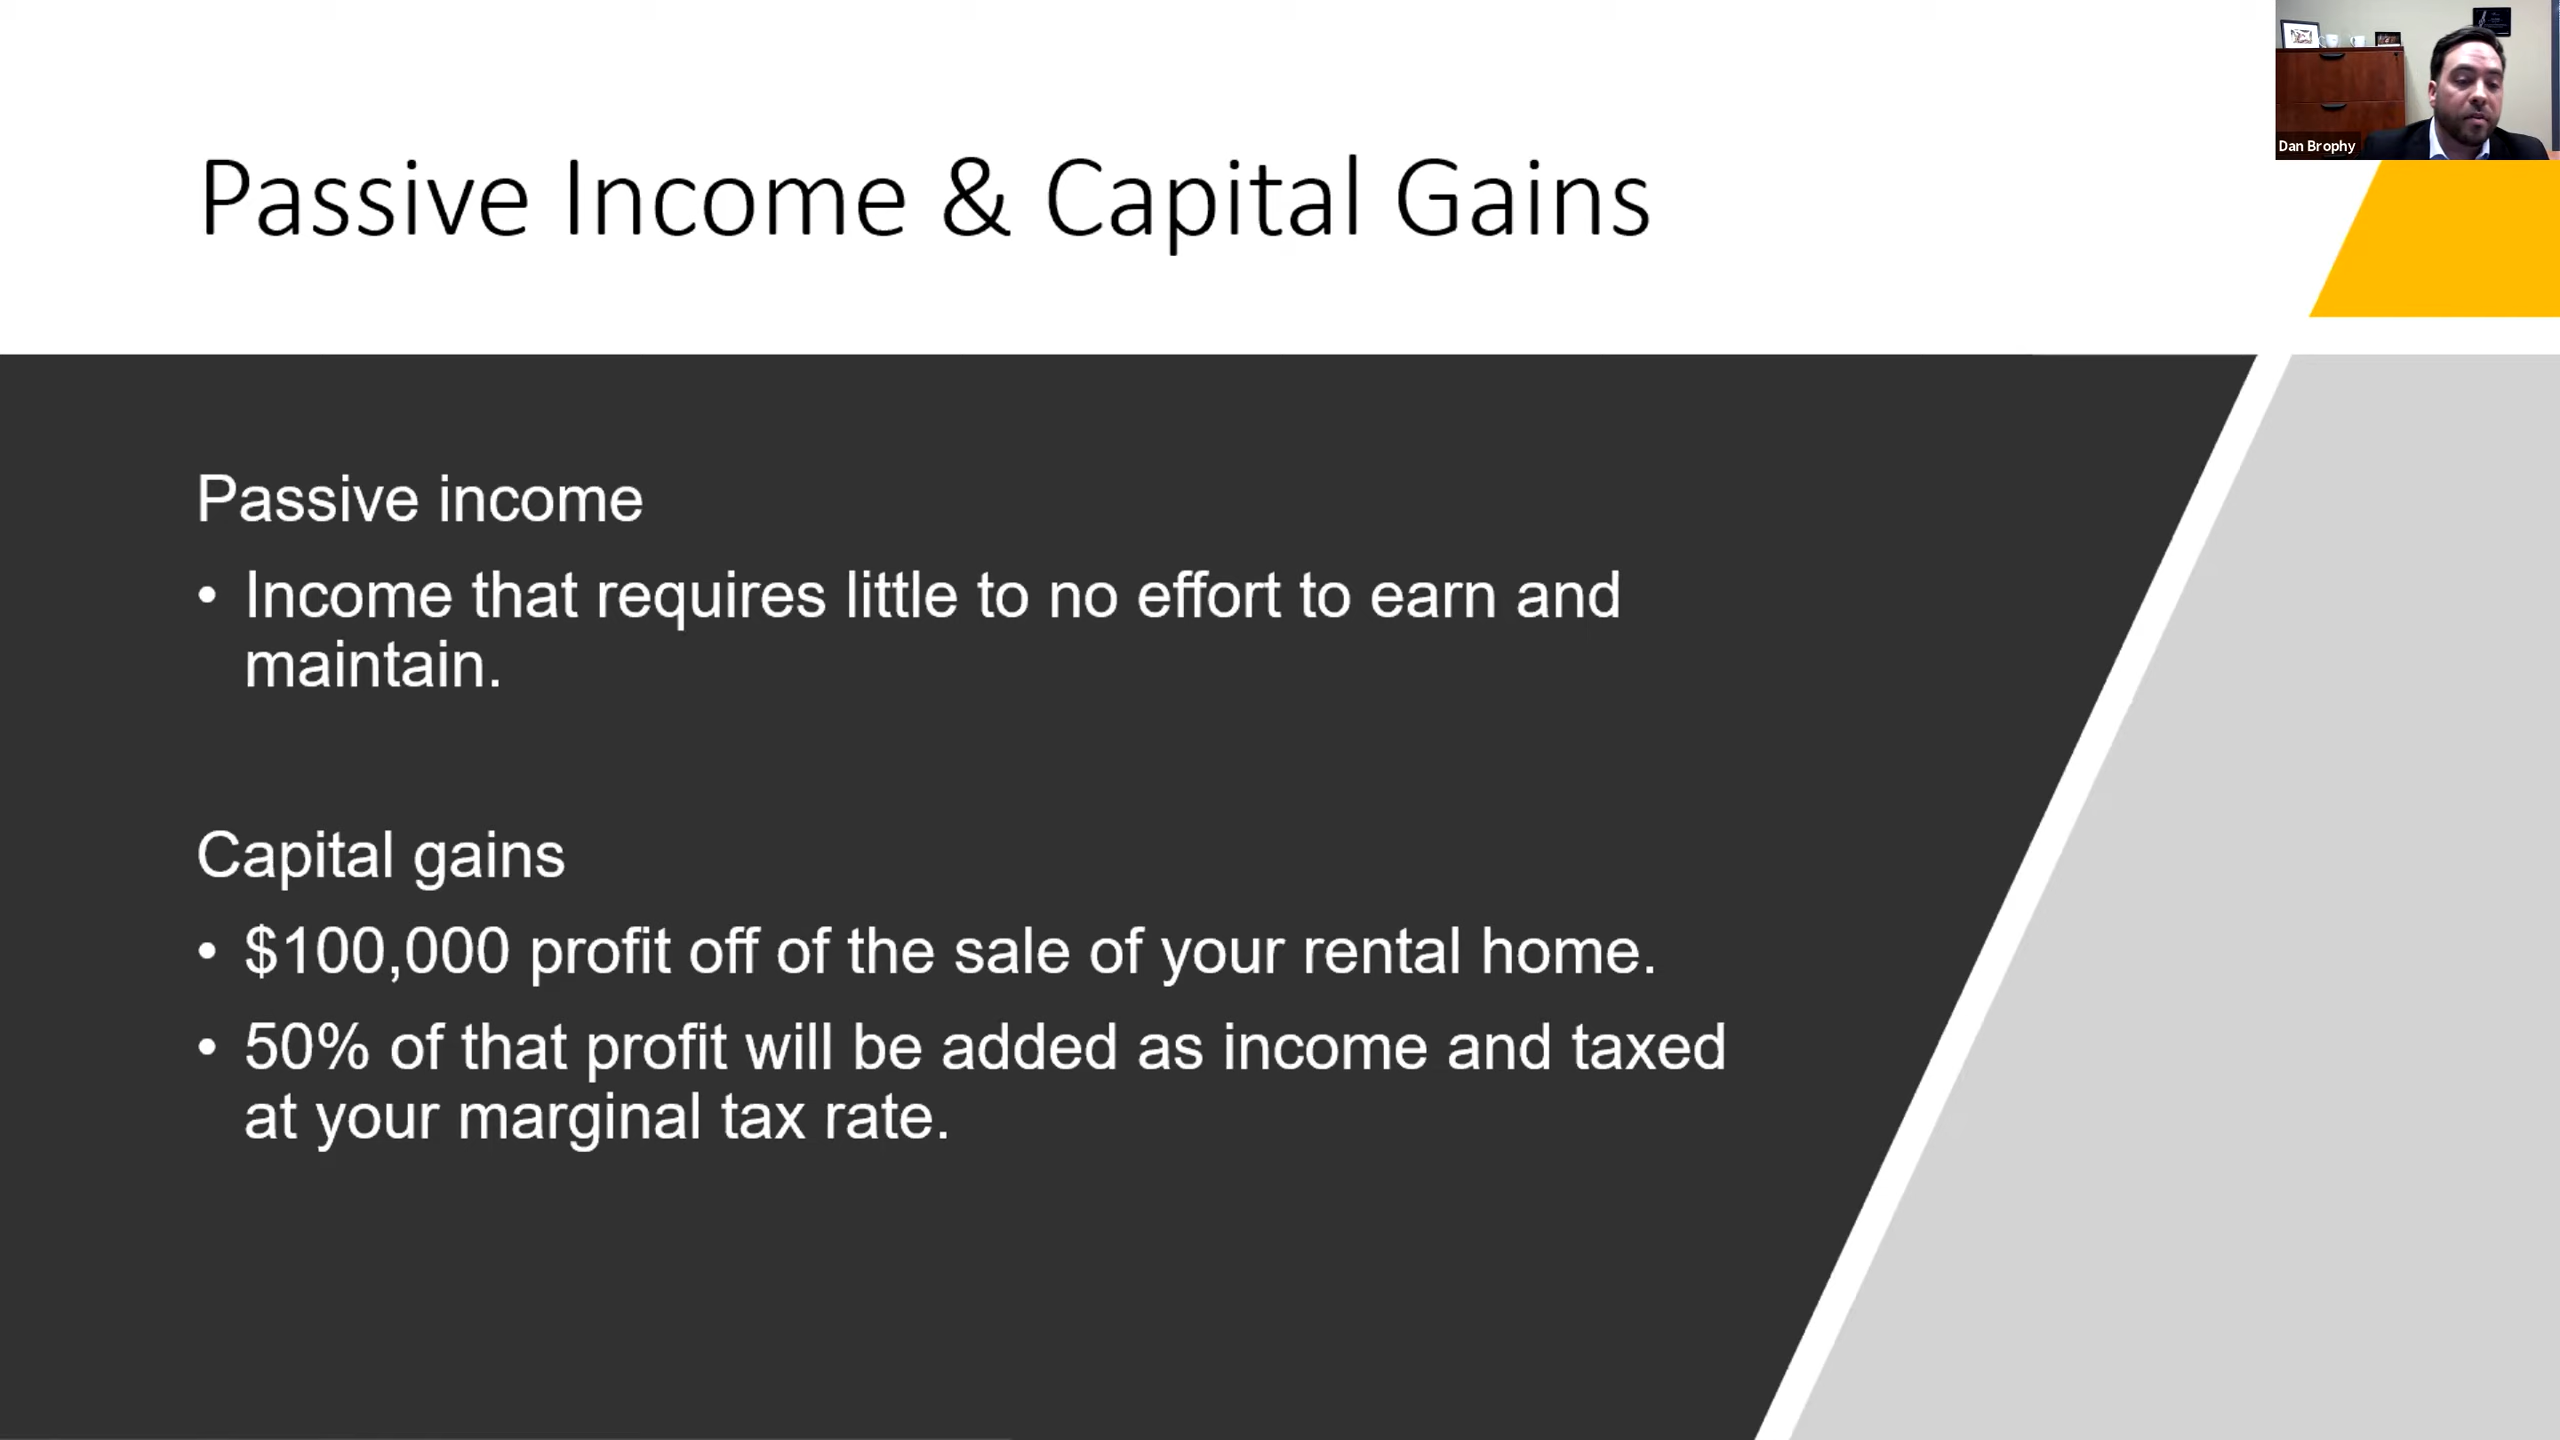 Passive Income & Capital Gains
Dan Brophy
Passive income
• Income that requires little to no effort to earn and
maintain.
Capital gains
• $100,000 profit off of the sale of your rental home.
• 50% of that profit will be added as income and taxed
at your marginal tax rate.